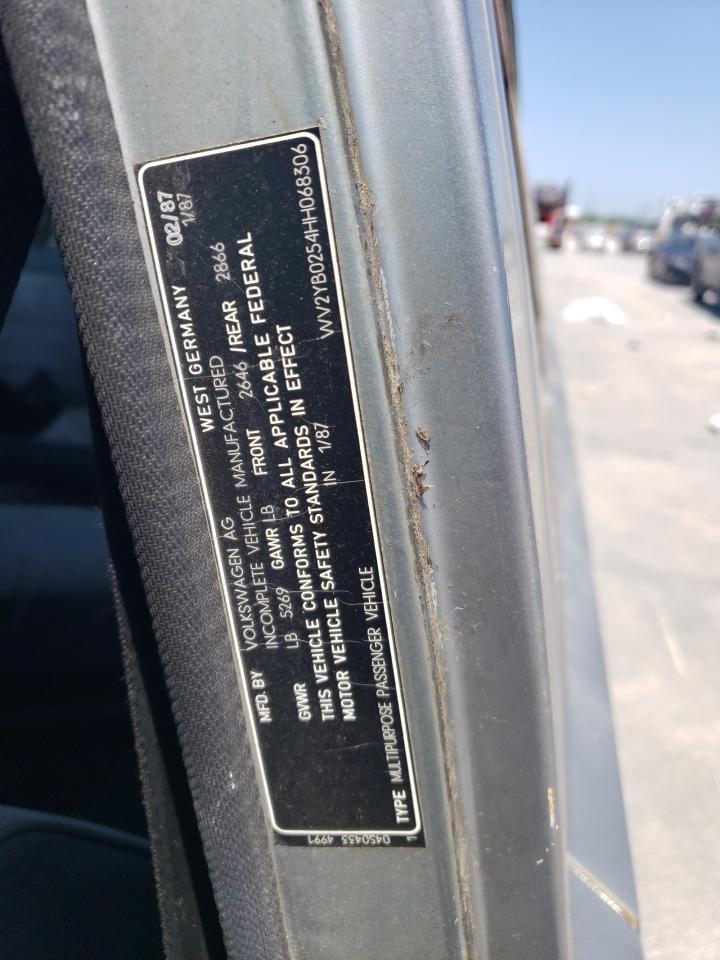 MFD. BY VOLKSWAGEN AG WEST GERMANY 02/87
INCOMPLETE VEHICLE MANUFACTURED 1/87
GVWR LB 5269 GAWR LB FRONT 2646 /REAR 2866
THIS VEHICLE CONFORMS TO ALL APPLICABLE FEDERAL
MOTOR VEHICLE SAFETY STANDARDS IN EFFECT
IN 1/87 WV2YB0254HH068306
TYPE MULTIPURPOSE PASSENGER VEHICLE
0450433 4991